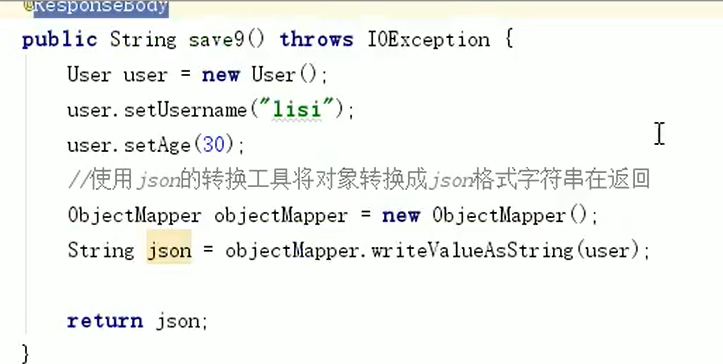 @ResponseBody
public String save9() throws IOException {
    User user = new User();
    user.setUsername("lisi");
    user.setAge(30);
    //使用json的转换工具将对象转换成json格式字符串在返回
    ObjectMapper objectMapper = new ObjectMapper();
    String json = objectMapper.writeValueAsString(user);
    return json;
}